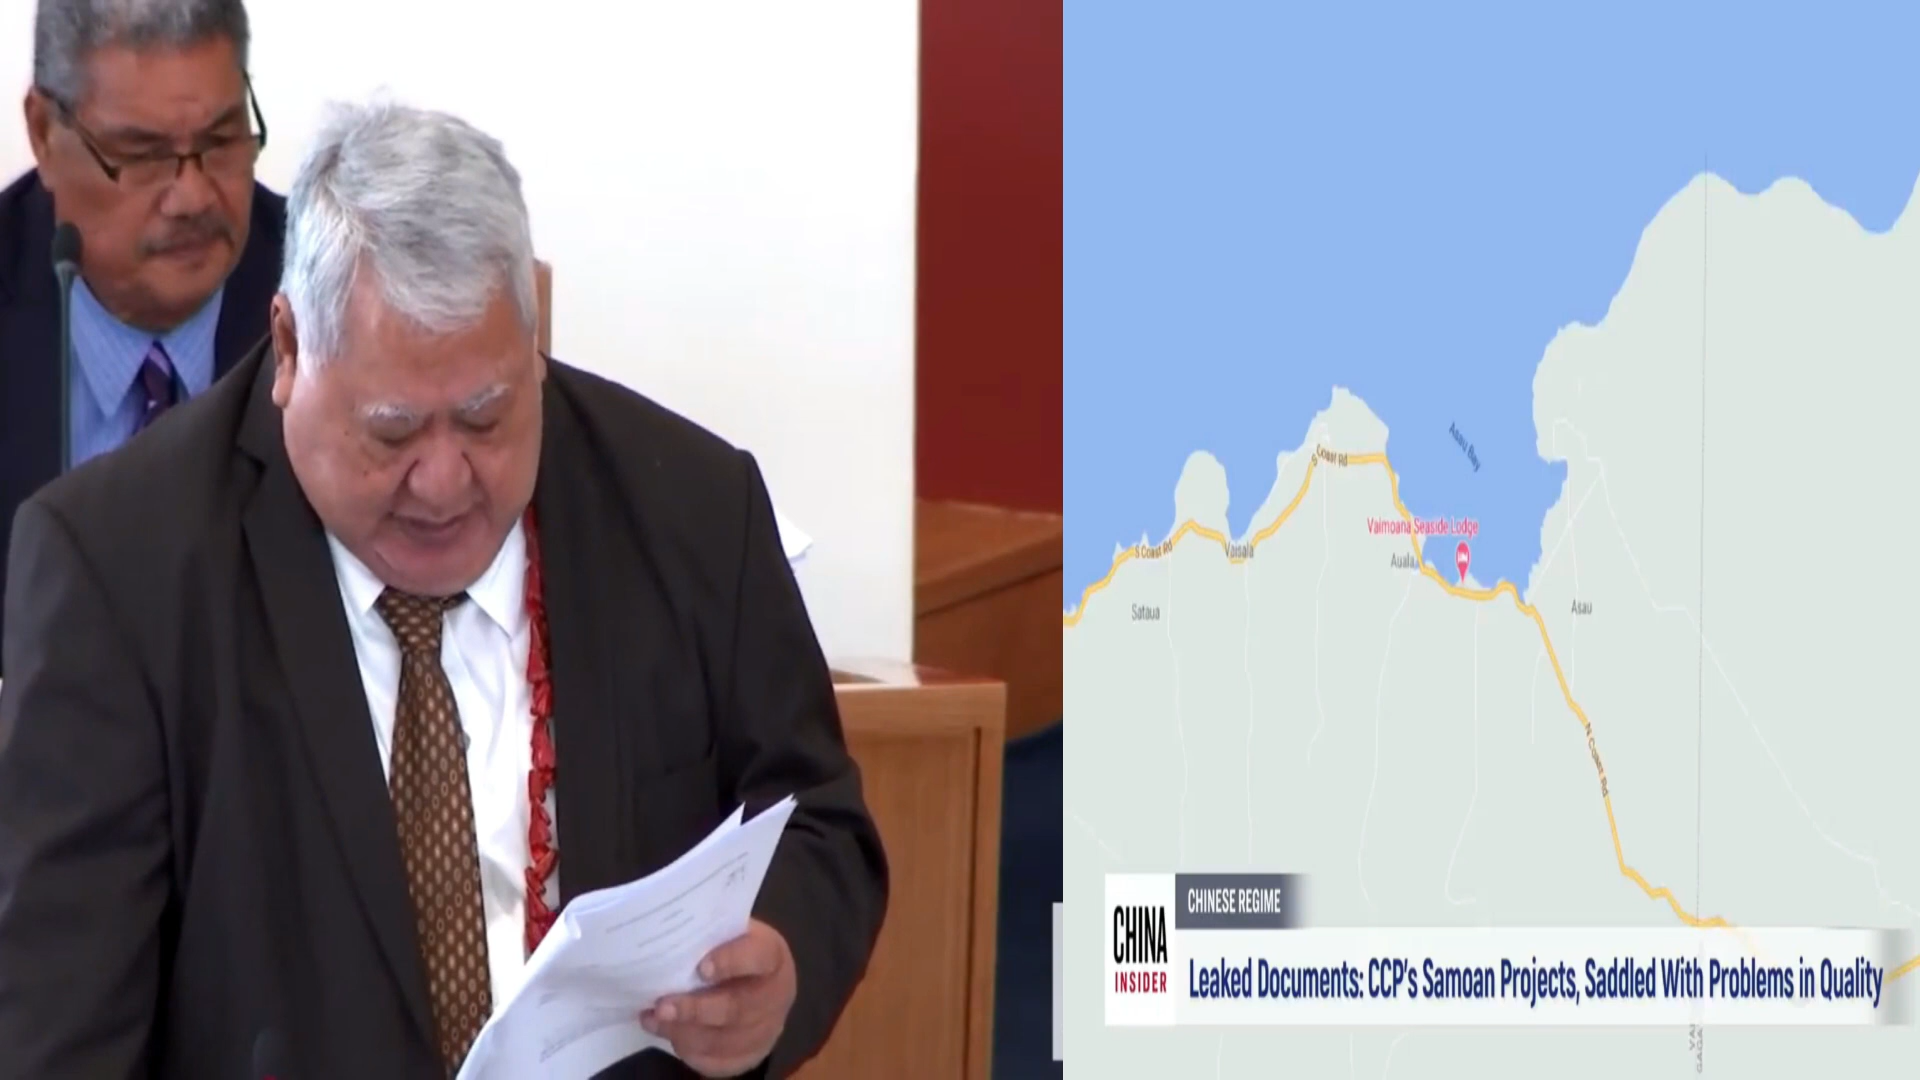 Asau Bay
S Coast Rd
Vaimoana Seaside Lodge
S Coast Rd
Vaisala
Auala
Sataua
Asau
N Coast Rd
CHINA
INSIDER
CHINESE REGIME
Leaked Documents: CCP's Samoan Projects, Saddled With Problems in Quality